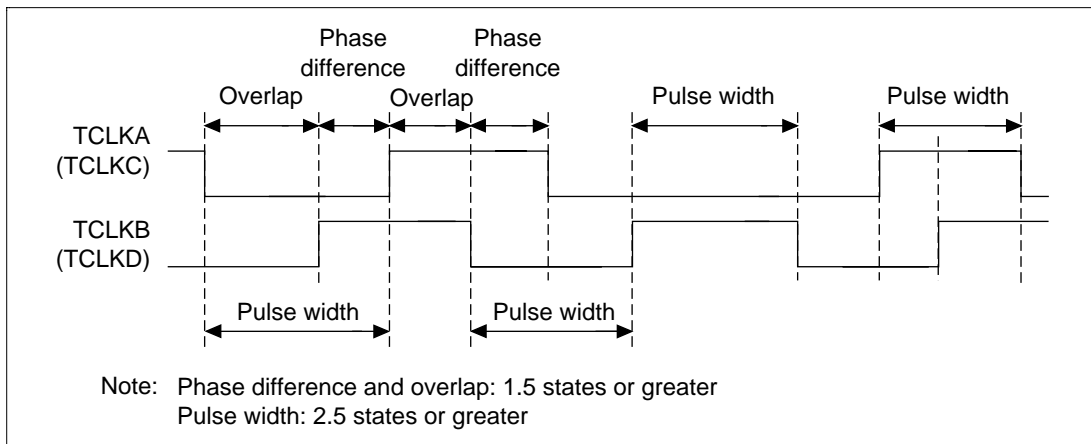 Phase
difference
Phase
difference
Overlap
Overlap
Pulse width
Pulse width
TCLKA
(TCLKC)
TCLKB
(TCLKD)
Pulse width
Pulse width
Note: Phase difference and overlap: 1.5 states or greater
Pulse width: 2.5 states or greater